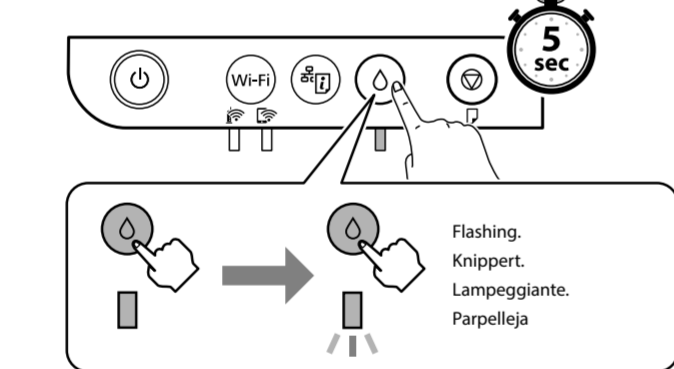 5
sec
Wi-Fi
i
Flashing.
Knippert.
Lampeggiante.
Parpelleja